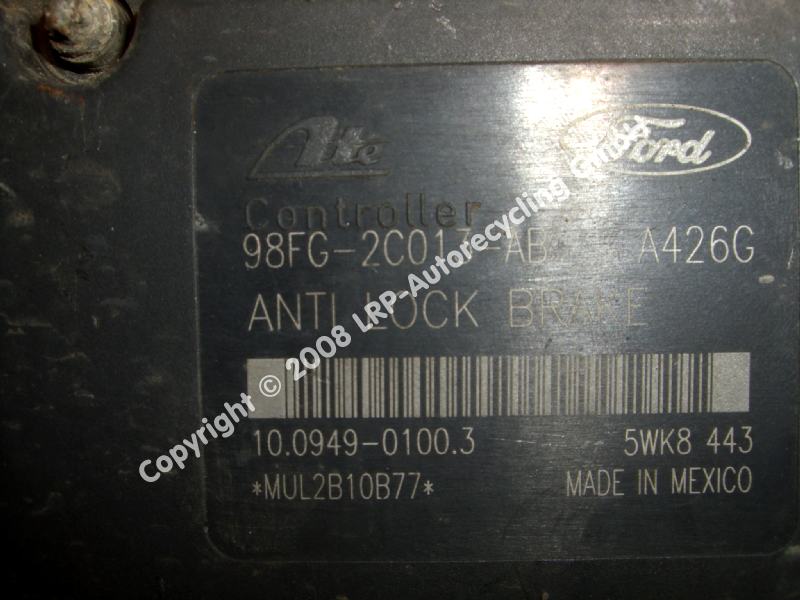 Ate Ford
Controller
98FG-2C013-AB A426G
ANTI LOCK BRAKE
10.0949-0100.3 5WK8 443
*MUL2B10B77* MADE IN MEXICO
Copyright © 2008 LRP-Autorecycling GmbH